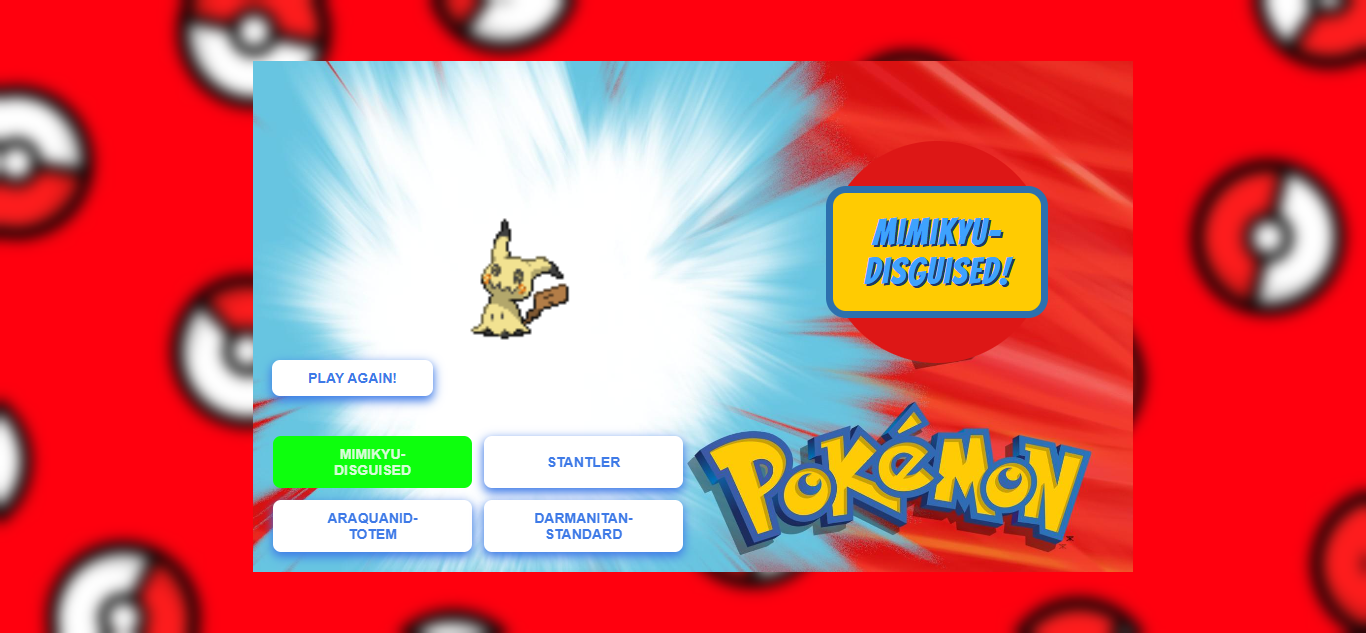 MIMIKYU-
DISGUISED!
PLAY AGAIN!
MIMIKYU-
DISGUISED
STANTLER
ARAQUANID-
TOTEM
DARMANITAN-
STANDARD
POKéMON